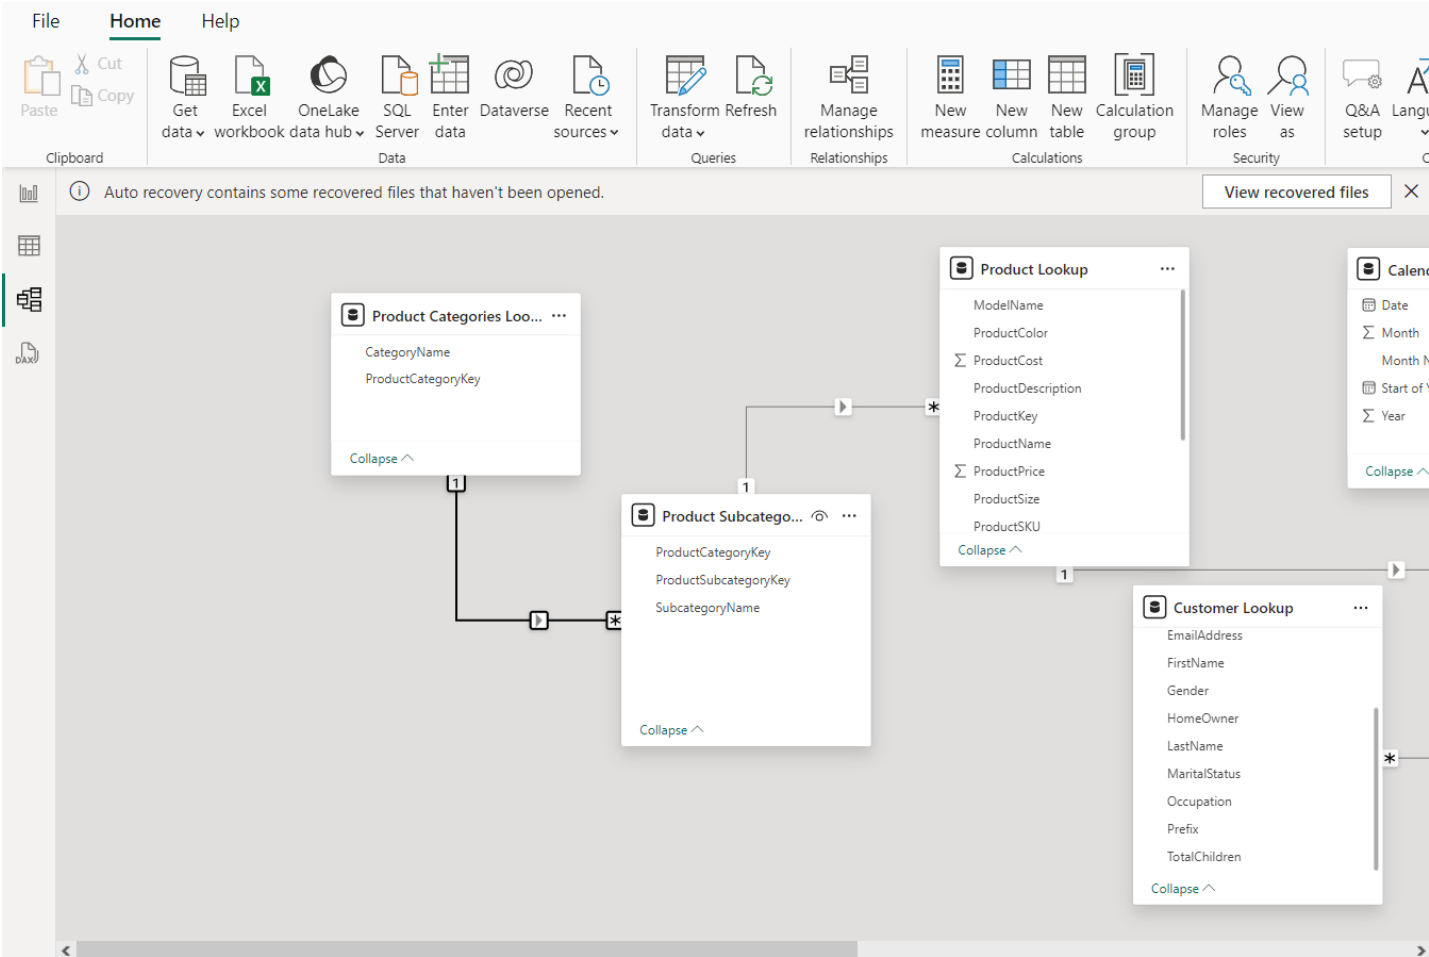 File Home Help
Cut
Copy
Paste
Clipboard
Get data
Excel workbook
OneLake data hub
SQL Server
Enter data
Dataverse
Recent sources
Data
Transform data
Refresh
Queries
Manage relationships
Relationships
New measure
New column
New table
Calculation group
Calculations
Manage roles
View as
Security
Q&A setup
Langu
C
Auto recovery contains some recovered files that haven't been opened.
View recovered files
DAX
Product Categories Loo...
CategoryName
ProductCategoryKey
Collapse
1
*
Product Subcatego...
ProductCategoryKey
ProductSubcategoryKey
SubcategoryName
Collapse
1
*
Product Lookup
ModelName
ProductColor
ProductCost
ProductDescription
ProductKey
ProductName
ProductPrice
ProductSize
ProductSKU
Collapse
1
Customer Lookup
EmailAddress
FirstName
Gender
HomeOwner
LastName
MaritalStatus
Occupation
Prefix
TotalChildren
Collapse
*
Calend
Date
Month
Month N
Start of
Year
Collapse